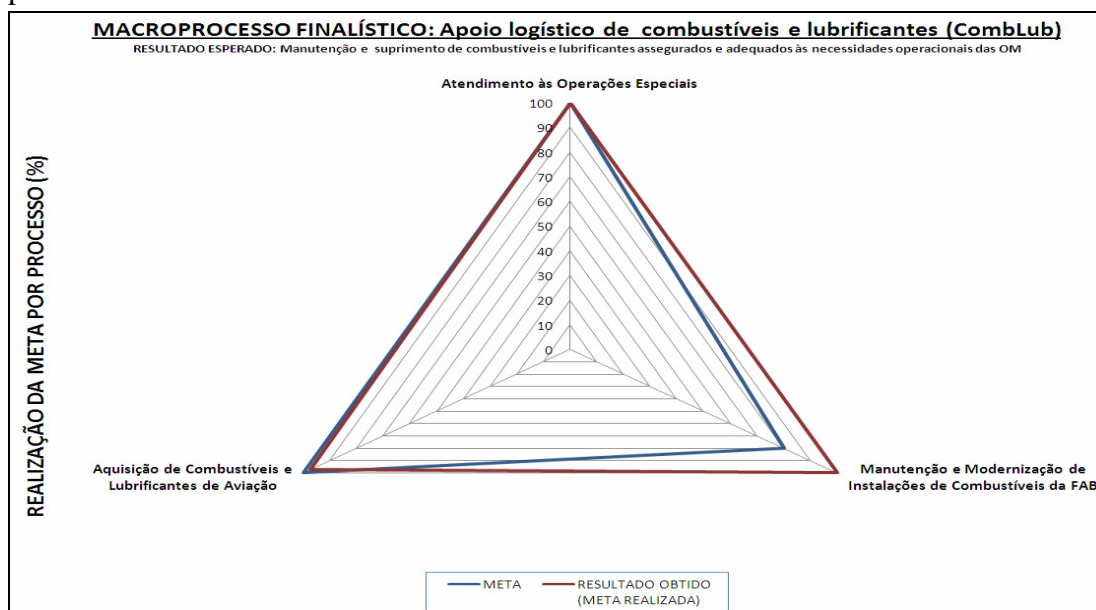 MACROPROCESSO FINALÍSTICO: Apoio logístico de combustíveis e lubrificantes (CombLub)
RESULTADO ESPERADO: Manutenção e suprimento de combustíveis e lubrificantes assegurados e adequados às necessidades operacionais das OM
REALIZAÇÃO DA META POR PROCESSO (%)
Atendimento às Operações Especiais
100
90
80
70
60
50
40
30
20
10
0
Aquisição de Combustíveis e
Lubrificantes de Aviação
Manutenção e Modernização de
Instalações de Combustíveis da FAB
META
RESULTADO OBTIDO
(META REALIZADA)